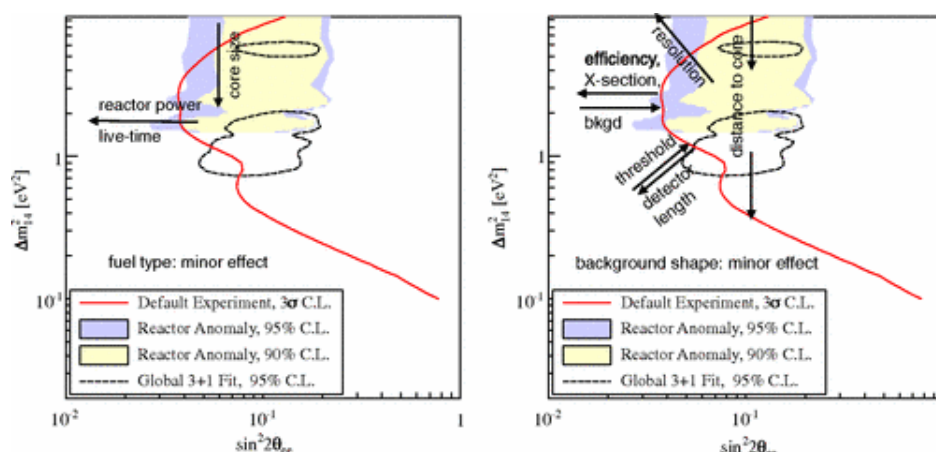 core size
reactor power
live-time
1
Δm²₁₄ [eV²]
fuel type: minor effect
10⁻¹
Default Experiment, 3σ C.L.
Reactor Anomaly, 95% C.L.
Reactor Anomaly, 90% C.L.
Global 3+1 Fit, 95% C.L.
10⁻² 10⁻¹ 1
sin²2θee
resolution
efficiency,
X-section,
bkgd
distance to core
1
threshold
detector
length
Δm²₁₄ [eV²]
background shape: minor effect
10⁻¹
Default Experiment, 3σ C.L.
Reactor Anomaly, 95% C.L.
Reactor Anomaly, 90% C.L.
Global 3+1 Fit, 95% C.L.
10⁻² 10⁻¹
sin²2θ